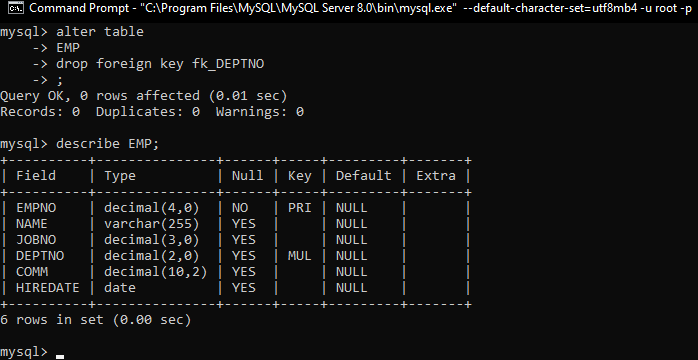 Command Prompt - "C:\Program Files\MySQL\MySQL Server 8.0\bin\mysql.exe"  --default-character-set=utf8mb4 -u root -p
mysql> alter table
    -> EMP
    -> drop foreign key fk_DEPTNO
    -> ;
Query OK, 0 rows affected (0.01 sec)
Records: 0  Duplicates: 0  Warnings: 0

mysql> describe EMP;
+----------+---------------+------+-----+---------+-------+
| Field    | Type          | Null | Key | Default | Extra |
+----------+---------------+------+-----+---------+-------+
| EMPNO    | decimal(4,0)  | NO   | PRI | NULL    |       |
| NAME     | varchar(255)  | YES  |     | NULL    |       |
| JOBNO    | decimal(3,0)  | YES  |     | NULL    |       |
| DEPTNO   | decimal(2,0)  | YES  | MUL | NULL    |       |
| COMM     | decimal(10,2) | YES  |     | NULL    |       |
| HIREDATE | date          | YES  |     | NULL    |       |
+----------+---------------+------+-----+---------+-------+
6 rows in set (0.00 sec)

mysql> _